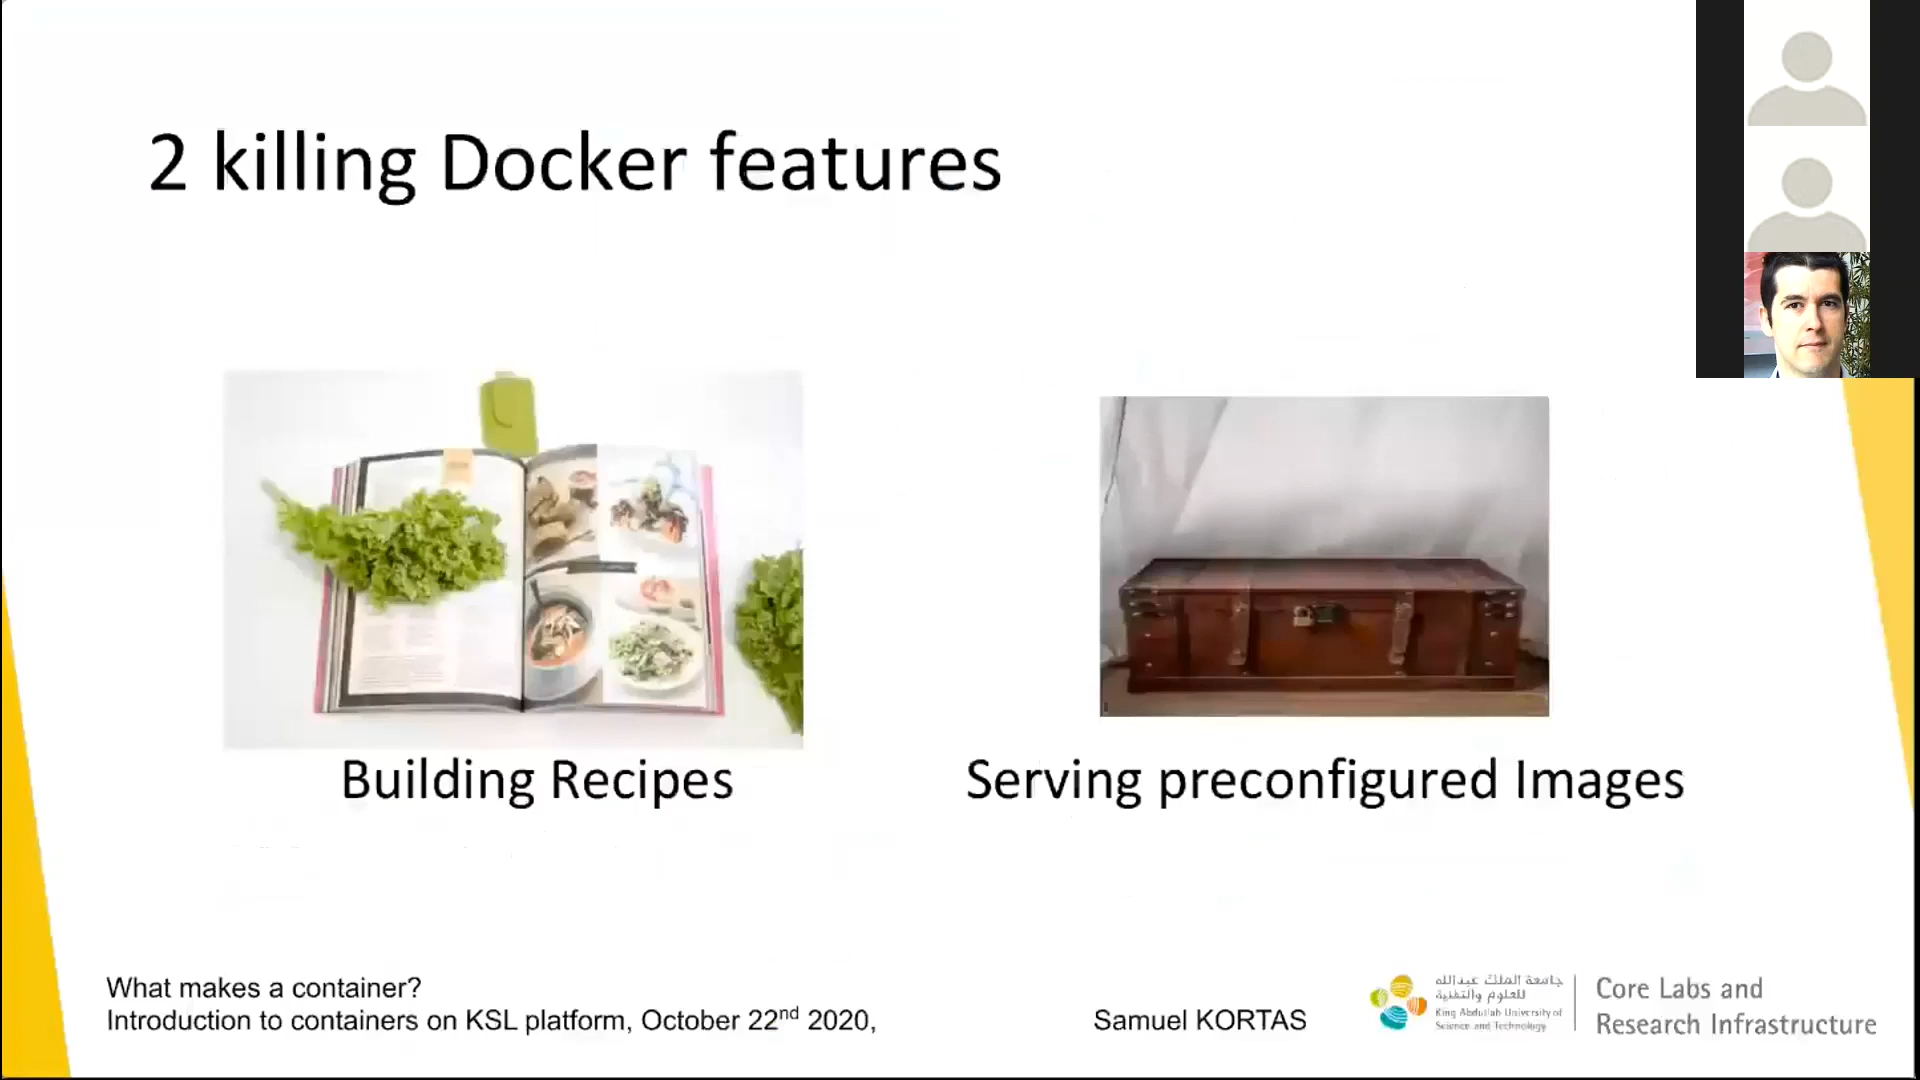 2 killing Docker features
Building Recipes
Serving preconfigured Images
What makes a container?
Introduction to containers on KSL platform, October 22nd 2020,
Samuel KORTAS
جامعة الملك عبدالله
للعلوم والتقنية
King Abdullah University of
Science and Technology
Core Labs and
Research Infrastructure